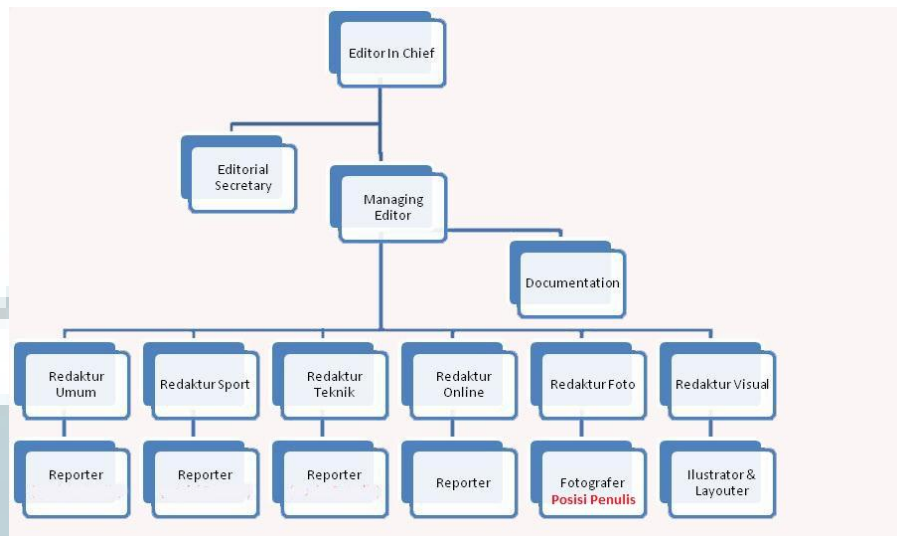 Editor In Chief
Editorial
Secretary
Managing
Editor
Documentation
Redaktur
Umum
Redaktur Sport
Redaktur
Teknik
Redaktur
Online
Redaktur Foto
Redaktur Visual
Reporter
Reporter
Reporter
Reporter
Fotografer
Posisi Penulis
Ilustrator &
Layouter